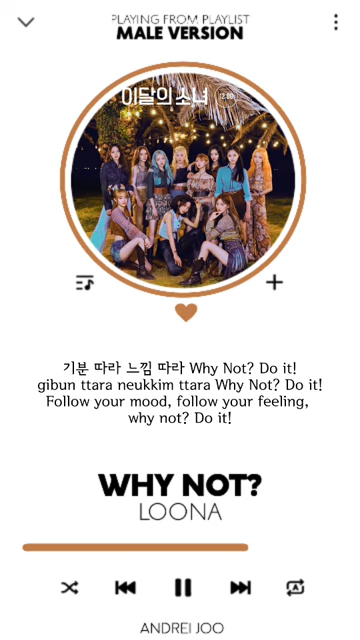 PLAYING FROM PLAYLIST
MALE VERSION
이달의 소녀
[12:00]
기분 따라 느낌 따라 Why Not? Do it!
gibun ttara neukkim ttara Why Not? Do it!
Follow your mood, follow your feeling,
why not? Do it!
WHY NOT?
LOONA
A
ANDREI JOO